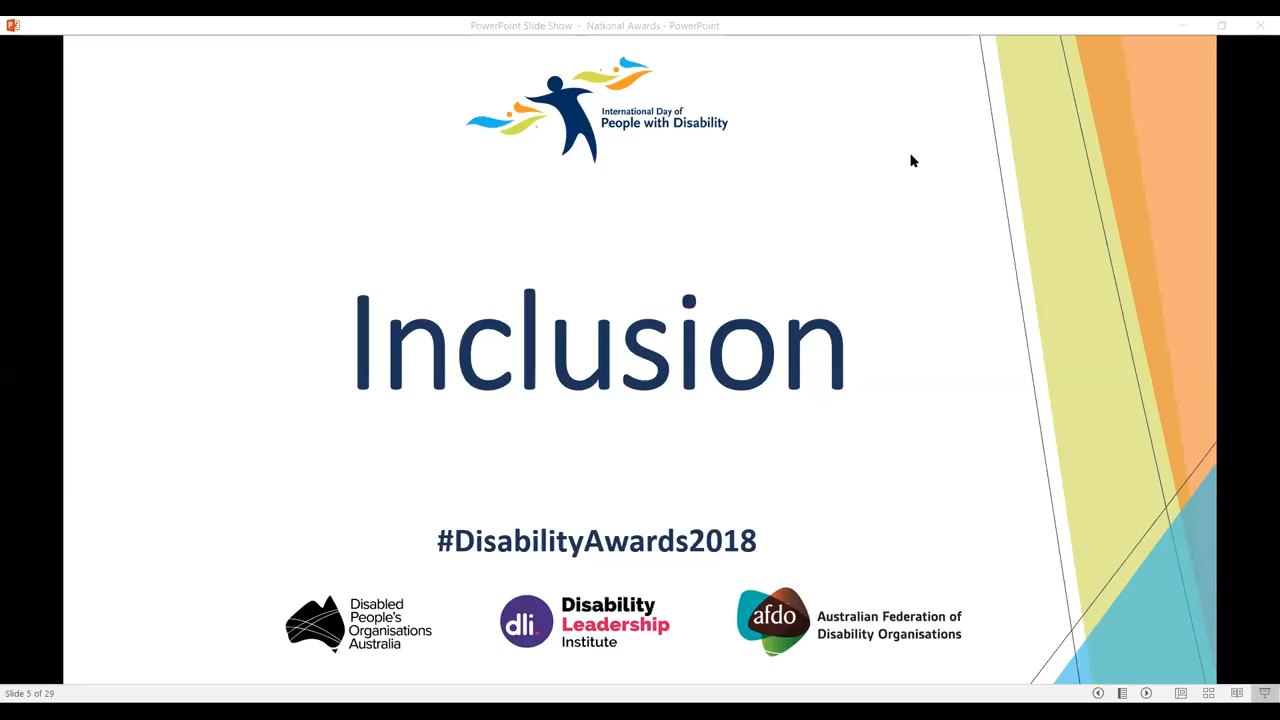 PowerPoint Slide Show - National Awards - PowerPoint
International Day of
People with Disability
Inclusion
#DisabilityAwards2018
Disabled
People's
Organisations
Australia
dli.
Disability
Leadership
Institute
afdo
Australian Federation of
Disability Organisations
Slide 5 of 29